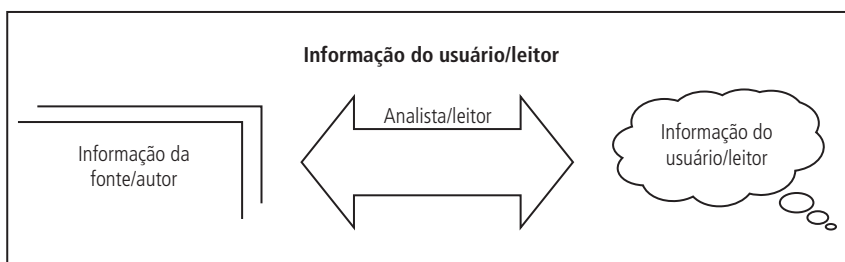 Informação do usuário/leitor
Analista/leitor
Informação da
fonte/autor
Informação do
usuário/leitor